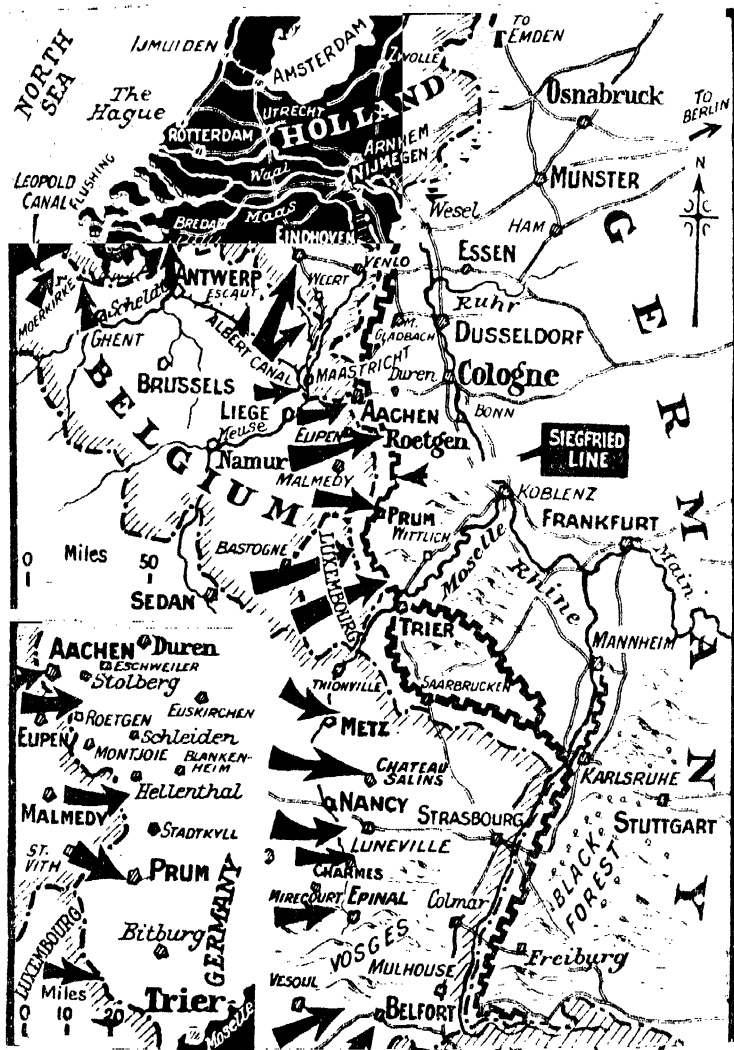 NORTH SEA
IJMUIDEN
AMSTERDAM
ZWOLLE
TO EMDEN
The Hague
UTRECHT
HOLLAND
Osnabruck
TO BERLIN
ROTTERDAM
ARNHEM
NIJMEGEN
Waal
Maas
N
LEOPOLD CANAL
FLUSHING
MUNSTER
BREDA
EINDHOVEN
Wesel
HAM
GERMANY
ESSEN
MOERKIRKE
Scheldt
ANTWERP
ESCAUT
WEERT
VENLO
Ruhr
GHENT
ALBERT CANAL
M. GLADBACH
DUSSELDORF
BRUSSELS
MAASTRICHT
Duren
Cologne
BELGIUM
LIEGE
AACHEN
BONN
Meuse
EUPEN
Roetgen
SIEGFRIED LINE
Namur
MALMEDY
KOBLENZ
PRUM
FRANKFURT
WITTLICH
Moselle
Rhine
Main
0 Miles 50
BASTOGNE
LUXEMBOURG
SEDAN
TRIER
MANNHEIM
THIONVILLE
SAARBRUCKEN
METZ
CHATEAU SALINS
KARLSRUHE
NANCY
STRASBOURG
STUTTGART
LUNEVILLE
CHARMES
BLACK FOREST
MIRECOURT
EPINAL
Colmar
VOSGES
Freiburg
MULHOUSE
VESOUL
BELFORT
AACHEN
Duren
ESCHWEILER
Stolberg
EUSKIRCHEN
ROETGEN
EUPEN
Schleiden
MONTJOIE
BLANKEN-
HEIM
Hellenthal
MALMEDY
STADTKYLL
ST. VITH
PRUM
GERMANY
Bitburg
LUXEMBOURG
Miles
0 10 20
Trier
Moselle